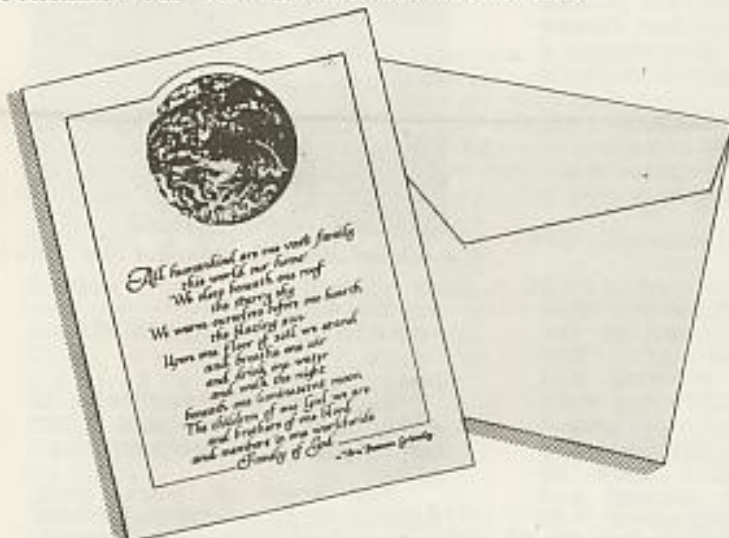 All humankind are one vast family
this world our home
We sleep beneath one roof
the starry sky
We warm ourselves before one hearth
the blazing sun
Upon one floor of soil we stand
and breathe one air
and drink one water
and walk the night
beneath one luminescent moon
The children of one God we are
and brothers of one blood
and members in one worldwide
Family of God